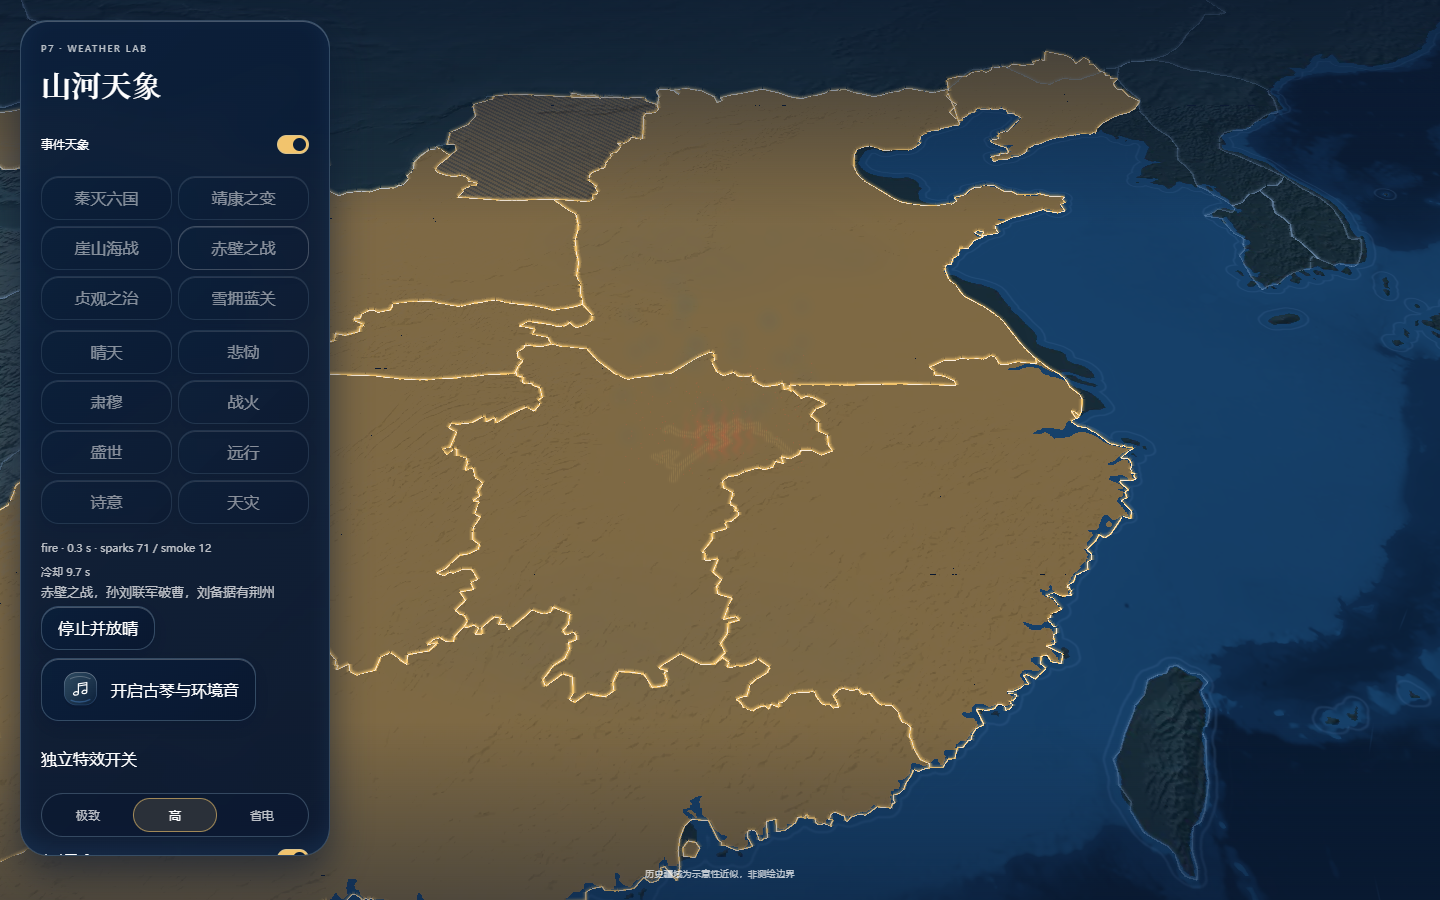 P7 · WEATHER LAB
山河天象
事件天象
秦灭六国 靖康之变
崖山海战 赤壁之战
贞观之治 雪拥蓝关
晴天 悲恸
肃穆 战火
盛世 远行
诗意 天灾
fire · 0.3 s · sparks 71 / smoke 12
冷却 9.7 s
赤壁之战，孙刘联军破曹，刘备据有荆州
停止并放晴
开启古琴与环境音
独立特效开关
极致 高 省电
历史疆域为示意性近似，非测绘边界